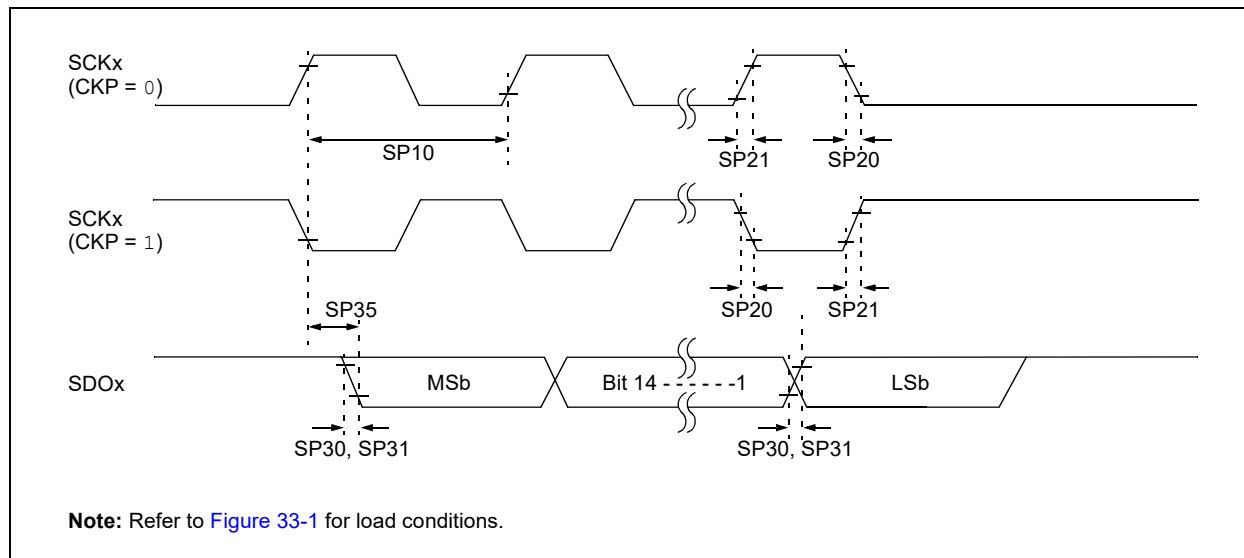 SCKx
(CKP = 0)
SP10
SP21
SP20
SCKx
(CKP = 1)
SP35
SP20
SP21
SDOx
MSb
Bit 14 - - - - - - -1
LSb
SP30, SP31
SP30, SP31
Note: Refer to Figure 33-1 for load conditions.